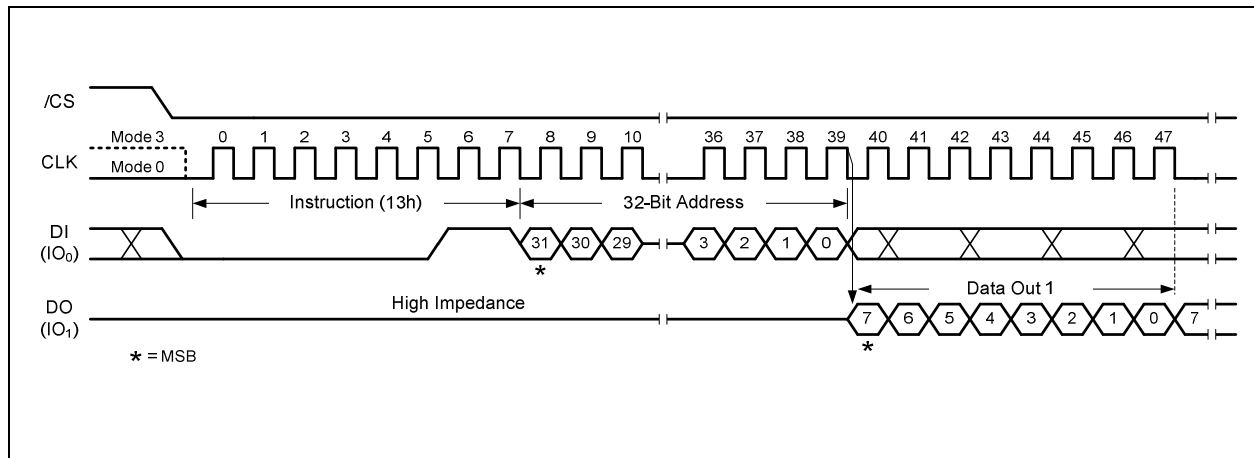 /CS
Mode 3 0 1 2 3 4 5 6 7 8 9 10 36 37 38 39 40 41 42 43 44 45 46 47
CLK Mode 0
Instruction (13h) 32-Bit Address
DI
(IO₀) 31 30 29 3 2 1 0
*
High Impedance Data Out 1
DO
(IO₁) 7 6 5 4 3 2 1 0 7
*
* = MSB